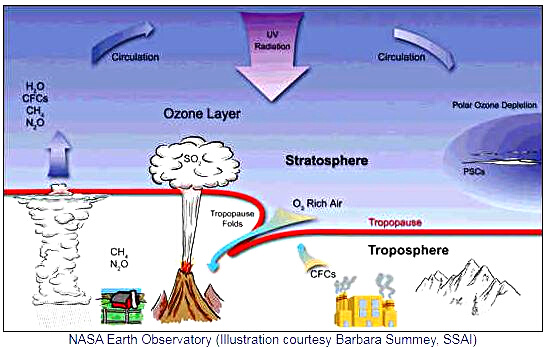 UV
Radiation
Circulation
Circulation
H₂O
CFCs
CH₄
N₂O
Ozone Layer
Polar Ozone Depletion
SO₂
Stratosphere
PSCs
O₃ Rich Air
Tropopause
Folds
Tropopause
Troposphere
CH₄
N₂O
CFCs
NASA Earth Observatory (Illustration courtesy Barbara Summey, SSAI)